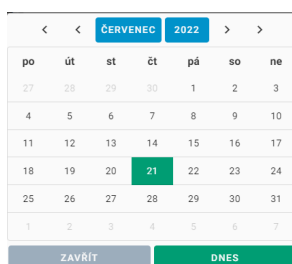 ‹ ‹ ČERVENEC 2022 › ›
po út st čt pá so ne
27 28 29 30 1 2 3
4 5 6 7 8 9 10
11 12 13 14 15 16 17
18 19 20 21 22 23 24
25 26 27 28 29 30 31
1 2 3 4 5 6 7
ZAVŘÍT DNES